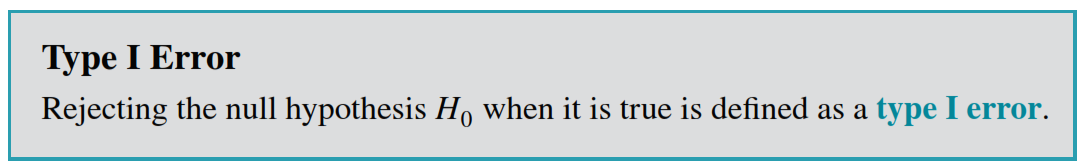 Type I Error
Rejecting the null hypothesis H₀ when it is true is defined as a type I error.